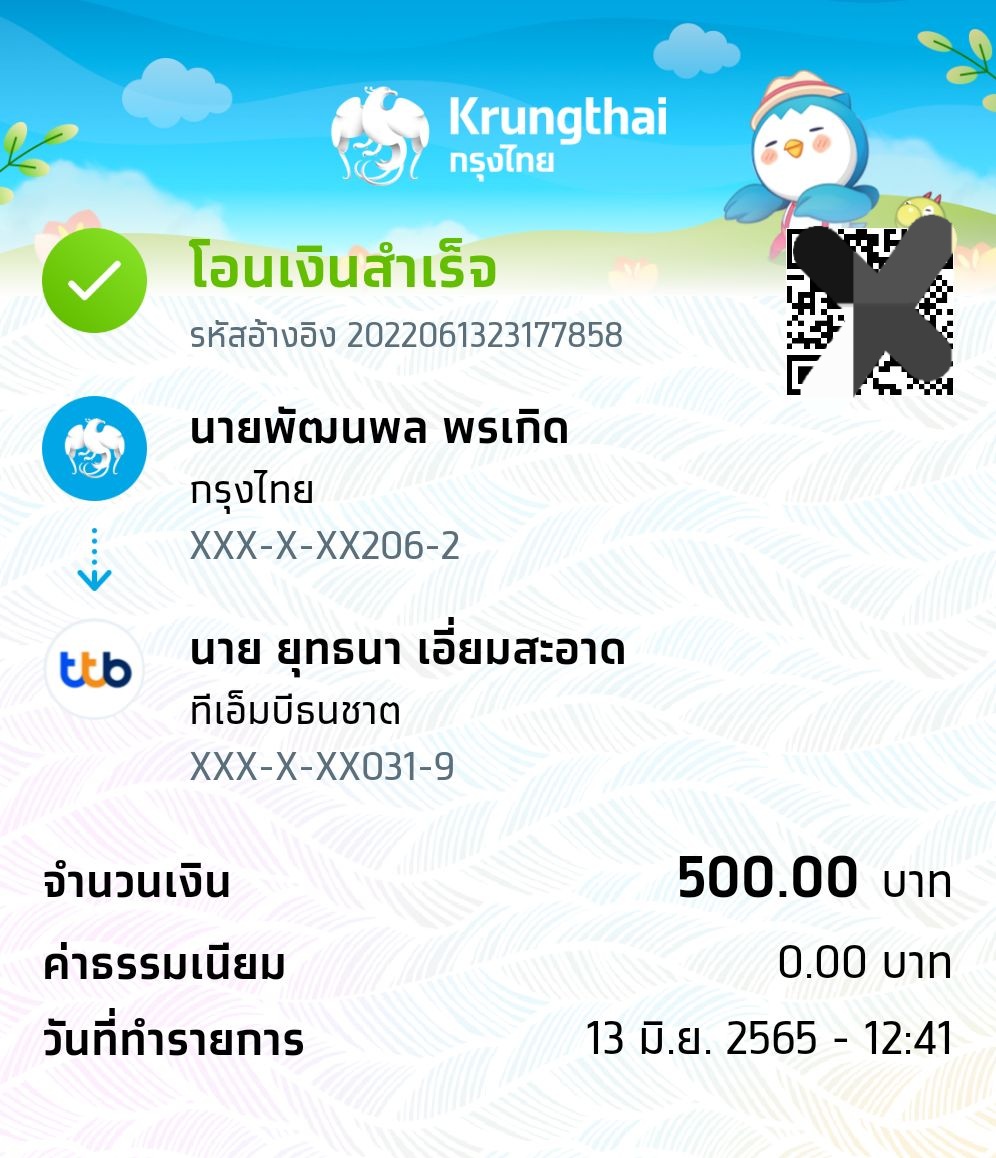 Krungthai
กรุงไทย
โอนเงินสำเร็จ
รหัสอ้างอิง 2022061323177858
นายพัฒนพล พรเกิด
กรุงไทย
XXX-X-XX206-2
ttb
นาย ยุทธนา เอี่ยมสะอาด
ทีเอ็มบีธนชาต
XXX-X-XX031-9
จำนวนเงิน 500.00 บาท
ค่าธรรมเนียม 0.00 บาท
วันที่ทำรายการ 13 มิ.ย. 2565 - 12:41